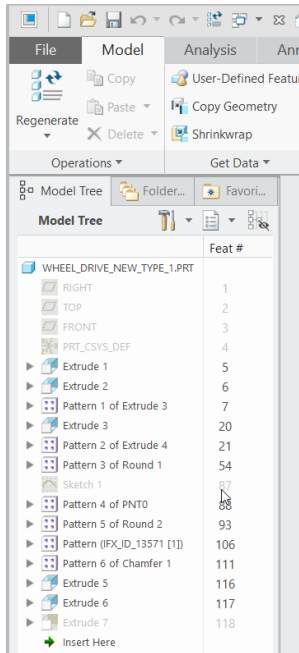 File Model Analysis Ann
Regenerate
Copy
Paste
Delete
User-Defined Featu
Copy Geometry
Shrinkwrap
Operations Get Data
Model Tree Folder... Favori...
Model Tree
Feat #
WHEEL_DRIVE_NEW_TYPE_1.PRT
RIGHT 1
TOP 2
FRONT 3
PRT_CSYS_DEF 4
Extrude 1 5
Extrude 2 6
Pattern 1 of Extrude 3 7
Extrude 3 20
Pattern 2 of Extrude 4 21
Pattern 3 of Round 1 54
Sketch 1 87
Pattern 4 of PNT0 88
Pattern 5 of Round 2 93
Pattern (IFX_ID_13571 [1]) 106
Pattern 6 of Chamfer 1 111
Extrude 5 116
Extrude 6 117
Extrude 7 118
Insert Here